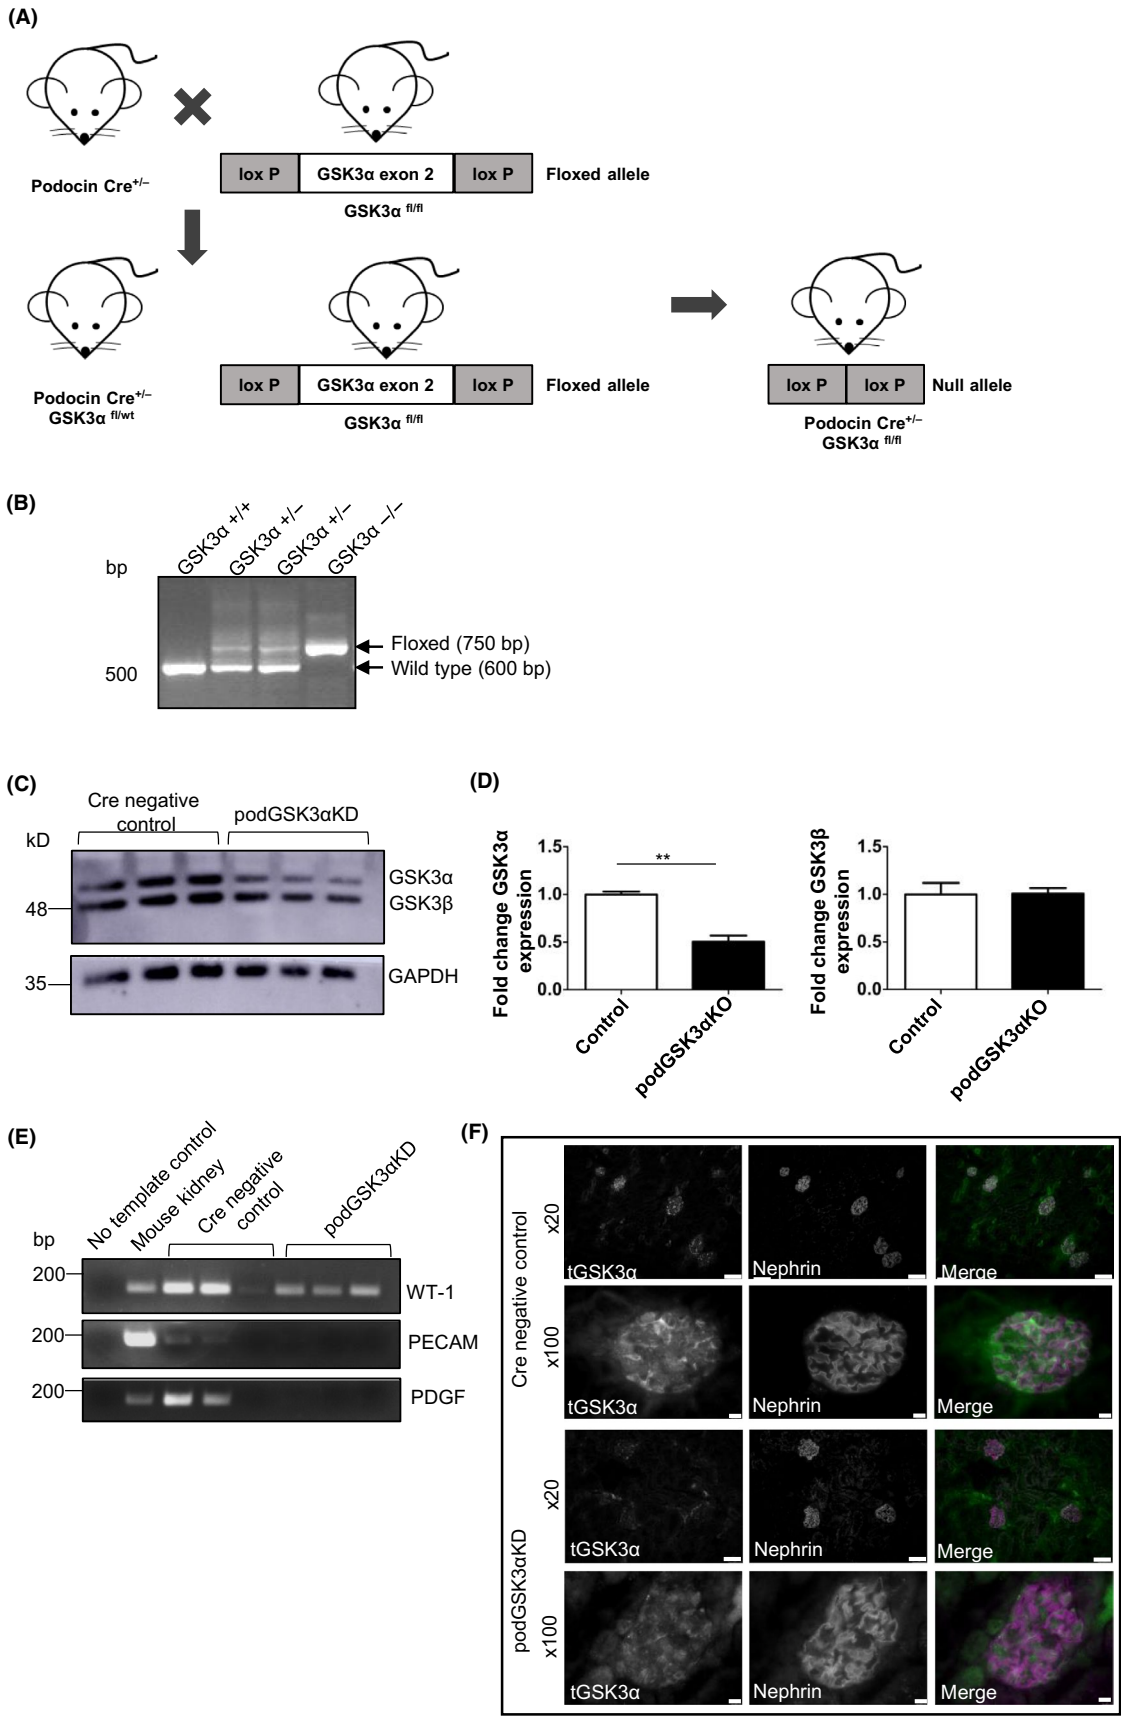 (A)
lox P GSK3α exon 2 lox P Floxed allele
Podocin Cre+/–
GSK3α fl/fl
lox P GSK3α exon 2 lox P Floxed allele
lox P lox P Null allele
Podocin Cre+/–
GSK3α fl/wt
GSK3α fl/fl
Podocin Cre+/–
GSK3α fl/fl
(B)
GSK3α +/+
GSK3α +/–
GSK3α +/–
GSK3α –/–
bp
Floxed (750 bp)
500
Wild type (600 bp)
(C)
Cre negative
control
podGSK3αKD
kD
GSK3α
GSK3β
48
GAPDH
35
(D)
Fold change GSK3α
expression
1.5
1.0
0.5
0.0
**
Control
podGSK3αKO
Fold change GSK3β
expression
1.5
1.0
0.5
0.0
Control
podGSK3αKO
(E)
No template control
Mouse kidney
Cre negative
control
podGSK3αKD
bp
200
WT-1
200
PECAM
200
PDGF
(F)
Cre negative control
x20
tGSK3α Nephrin Merge
x100
tGSK3α Nephrin Merge
podGSK3αKD
x20
tGSK3α Nephrin Merge
x100
tGSK3α Nephrin Merge